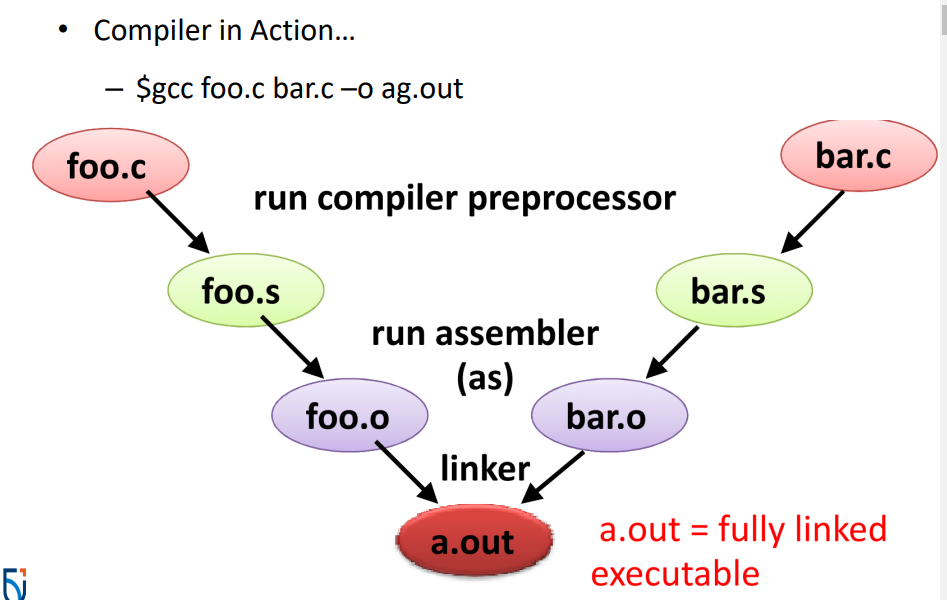 • Compiler in Action...
– $gcc foo.c bar.c –o ag.out
foo.c
bar.c
run compiler preprocessor
foo.s
bar.s
run assembler
(as)
foo.o
bar.o
linker
a.out
a.out = fully linked
executable